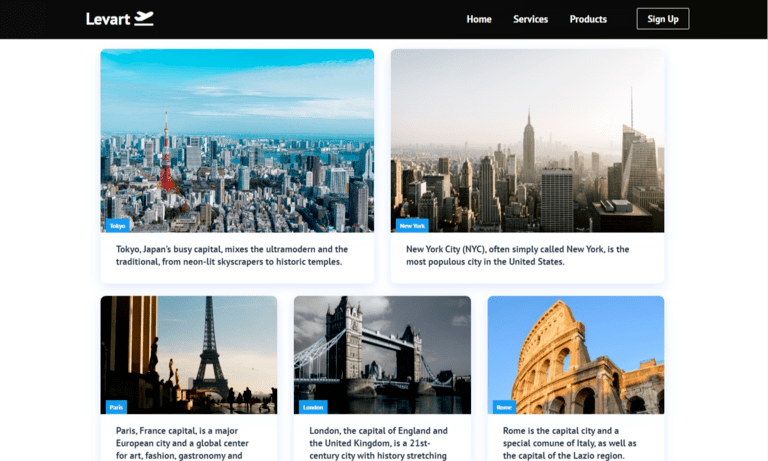 Levart
Home Services Products Sign Up
Tokyo
New York
Tokyo, Japan's busy capital, mixes the ultramodern and the
traditional, from neon-lit skyscrapers to historic temples.
New York City (NYC), often simply called New York, is the
most populous city in the United States.
Paris
London
Rome
Paris, France capital, is a major
European city and a global center
for art, fashion, gastronomy and
London, the capital of England and
the United Kingdom, is a 21st-
century city with history stretching
Rome is the capital city and a
special comune of Italy, as well as
the capital of the Lazio region.